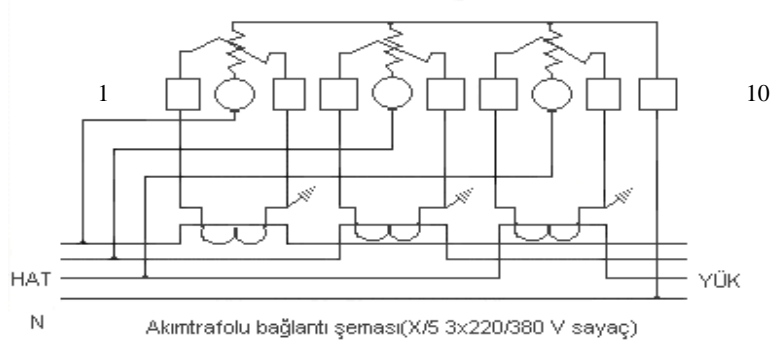 1
10
HAT
YÜK
N
Akımtrafolu bağlantı şeması(X/5 3x220/380 V sayaç)